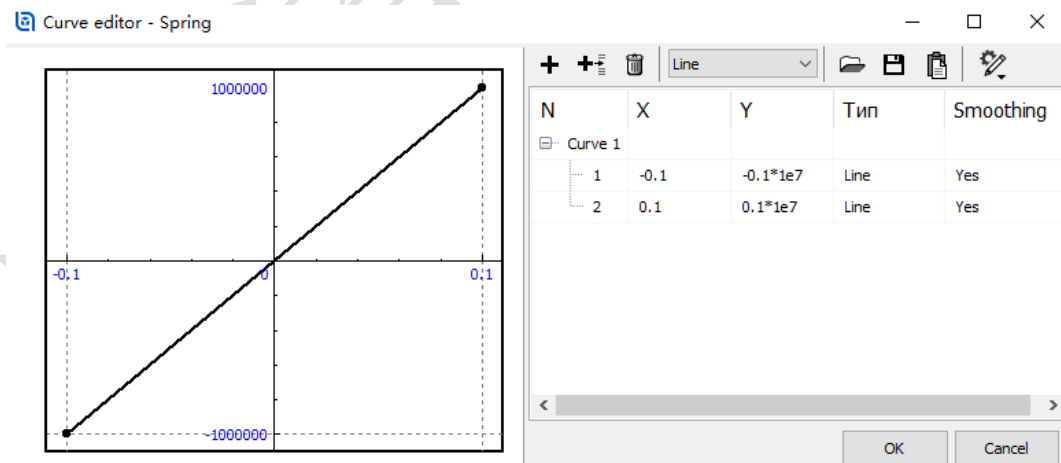 Curve editor - Spring
Line
1000000
-0.1
0
0.1
-1000000
N X Y Тип Smoothing
Curve 1
1 -0.1 -0.1*1e7 Line Yes
2 0.1 0.1*1e7 Line Yes
OK Cancel